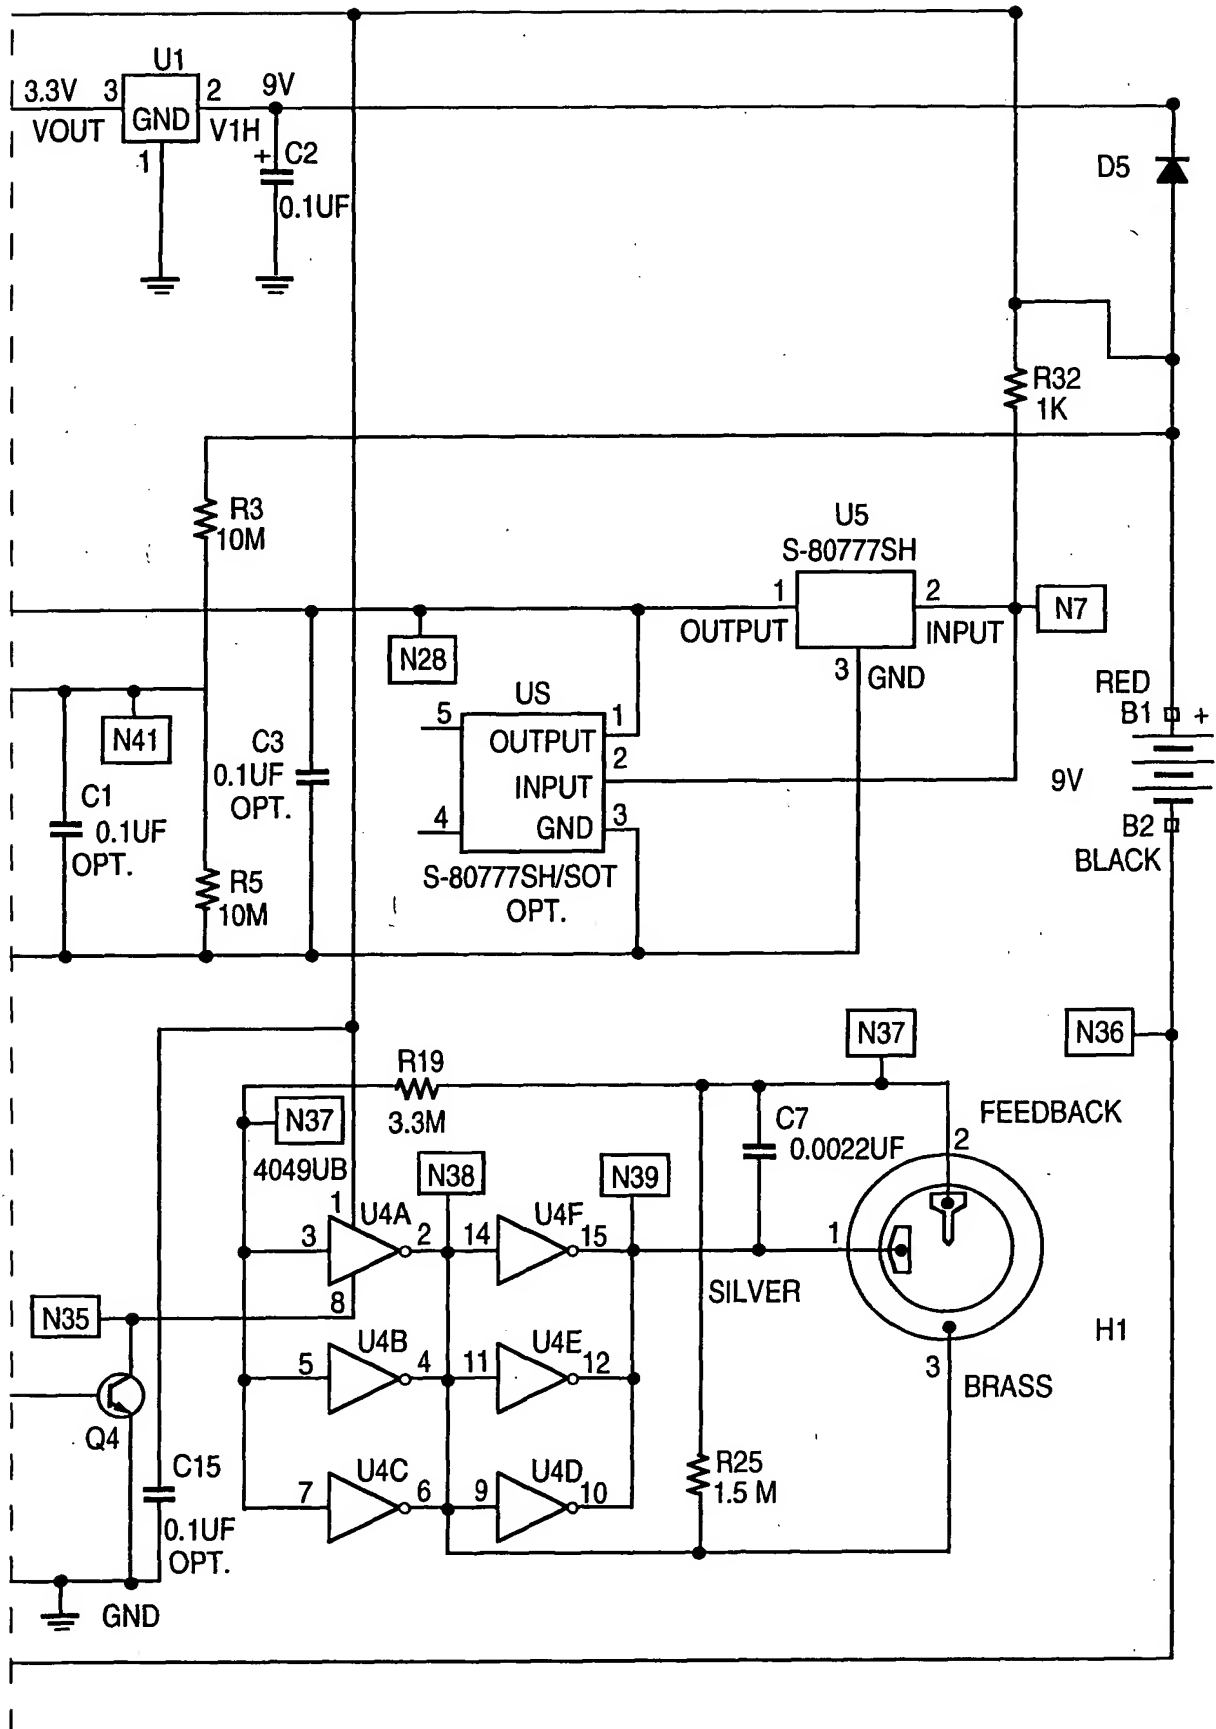 U1
3.3V 3 2 9V
GND
VOUT V1H
1
+ C2
0.1UF
D5
R32
1K
R3
10M
U5
S-80777SH
1 2
N7
OUTPUT INPUT
N28
3 GND
US
RED
B1 +
5 1
OUTPUT
N41
C3
2
0.1UF
INPUT
9V
C1
OPT.
4 3
GND
B2
0.1UF
BLACK
OPT.
S-80777SH/SOT
R5
10M
OPT.
N37
N36
R19
3.3M
FEEDBACK
N37
C7
0.0022UF
2
4049UB
N38
N39
1
U4A
U4F
3 2 14 15
1
SILVER
8
N35
H1
U4B
U4E
5 4 11 12
3
BRASS
Q4
C15
U4C
U4D
R25
1.5 M
7 6 9 10
0.1UF
OPT.
GND